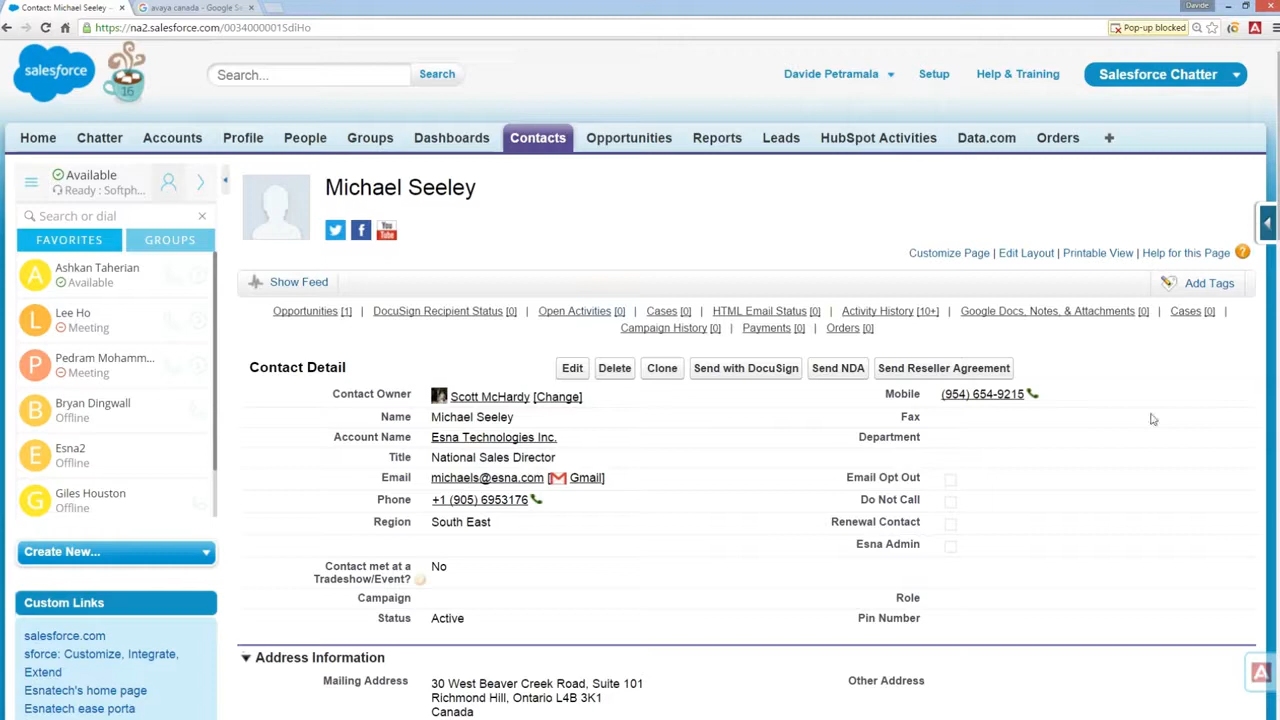 Contact: Michael Seeley ~
avaya canada - Google Se
Davide
https://na2.salesforce.com/0034000001SdiHo
Pop-up blocked
salesforce
16
Search...
Search
Davide Petramala
Setup
Help & Training
Salesforce Chatter
Home
Chatter
Accounts
Profile
People
Groups
Dashboards
Contacts
Opportunities
Reports
Leads
HubSpot Activities
Data.com
Orders
+
Available
Ready : Softph...
Search or dial
FAVORITES
GROUPS
A
Ashkan Taherian
Available
L
Lee Ho
Meeting
P
Pedram Mohamm...
Meeting
B
Bryan Dingwall
Offline
E
Esna2
Offline
G
Giles Houston
Offline
Create New...
Custom Links
salesforce.com
sforce: Customize, Integrate,
Extend
Esnatech's home page
Esnatech ease porta
Michael Seeley
You
Tube
Customize Page | Edit Layout | Printable View | Help for this Page ?
Show Feed
Add Tags
Opportunities [1] | DocuSign Recipient Status [0] | Open Activities [0] | Cases [0] | HTML Email Status [0] | Activity History [10+] | Google Docs, Notes, & Attachments [0] | Cases [0] |
Campaign History [0] | Payments [0] | Orders [0]
Contact Detail
Edit
Delete
Clone
Send with DocuSign
Send NDA
Send Reseller Agreement
Contact Owner
Scott McHardy [Change]
Mobile
(954) 654-9215
Name
Michael Seeley
Fax
Account Name
Esna Technologies Inc.
Department
Title
National Sales Director
Email
michaels@esna.com [Gmail]
Email Opt Out
Phone
+1 (905) 6953176
Do Not Call
Region
South East
Renewal Contact
Esna Admin
Contact met at a
Tradeshow/Event?
No
Campaign
Role
Status
Active
Pin Number
Address Information
Mailing Address
30 West Beaver Creek Road, Suite 101
Richmond Hill, Ontario L4B 3K1
Canada
Other Address
A